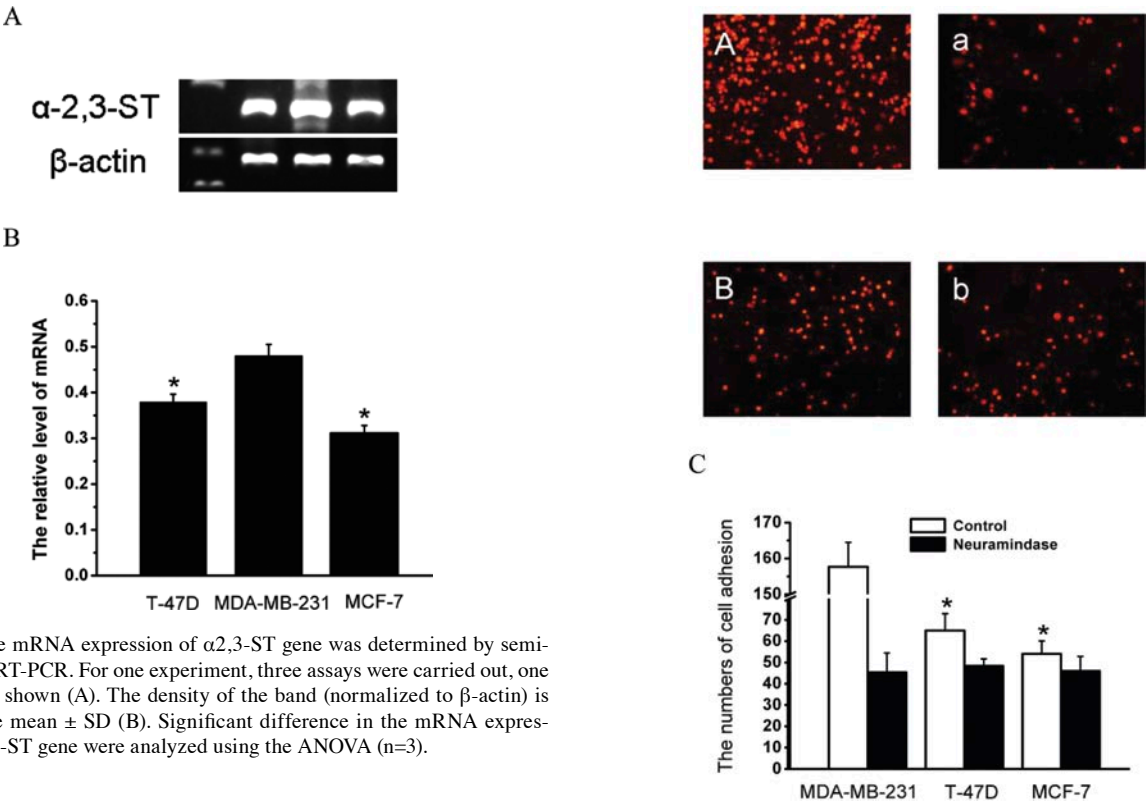 A
α-2,3-ST
β-actin
B
The relative level of mRNA
0.6
0.5
0.4
0.3
0.2
0.1
0.0
*
*
T-47D MDA-MB-231 MCF-7
e mRNA expression of α2,3-ST gene was determined by semi-
RT-PCR. For one experiment, three assays were carried out, one
shown (A). The density of the band (normalized to β-actin) is
e mean ± SD (B). Significant difference in the mRNA expres-
-ST gene were analyzed using the ANOVA (n=3).
A
a
B
b
C
The numbers of cell adhesion
170
160
150
70
60
50
40
30
20
10
0
Control
Neuramindase
*
*
MDA-MB-231 T-47D MCF-7